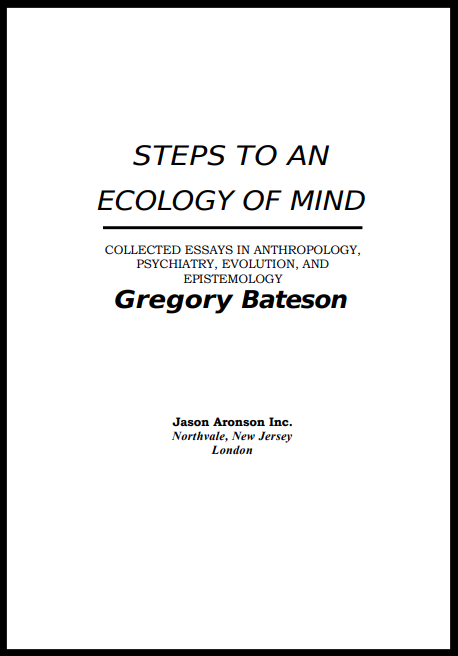 STEPS TO AN
ECOLOGY OF MIND
COLLECTED ESSAYS IN ANTHROPOLOGY,
PSYCHIATRY, EVOLUTION, AND
EPISTEMOLOGY
Gregory Bateson
Jason Aronson Inc.
Northvale, New Jersey
London